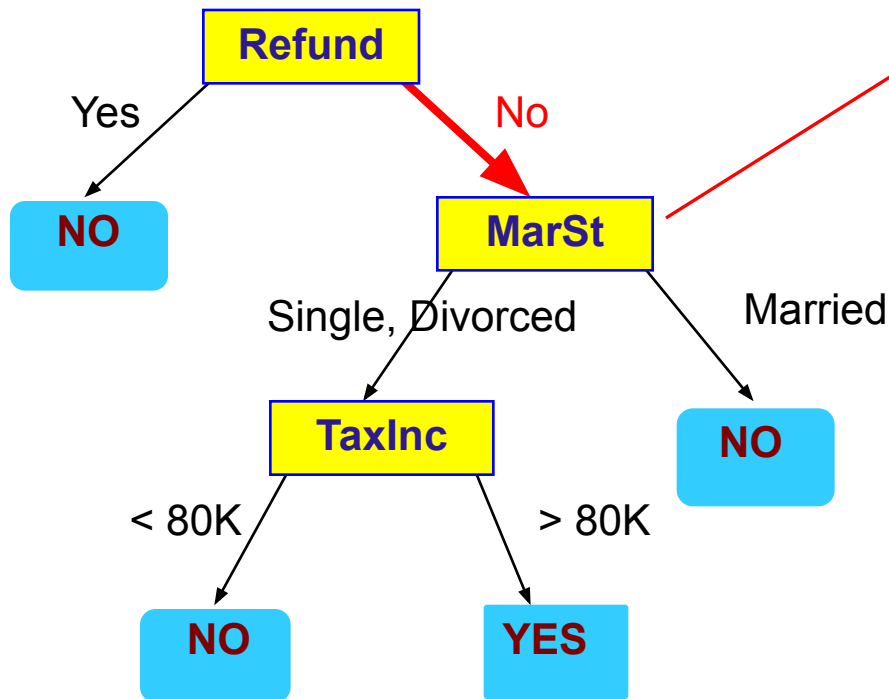 Refund
Yes
No
NO
MarSt
Single, Divorced
Married
TaxInc
NO
< 80K
> 80K
NO
YES